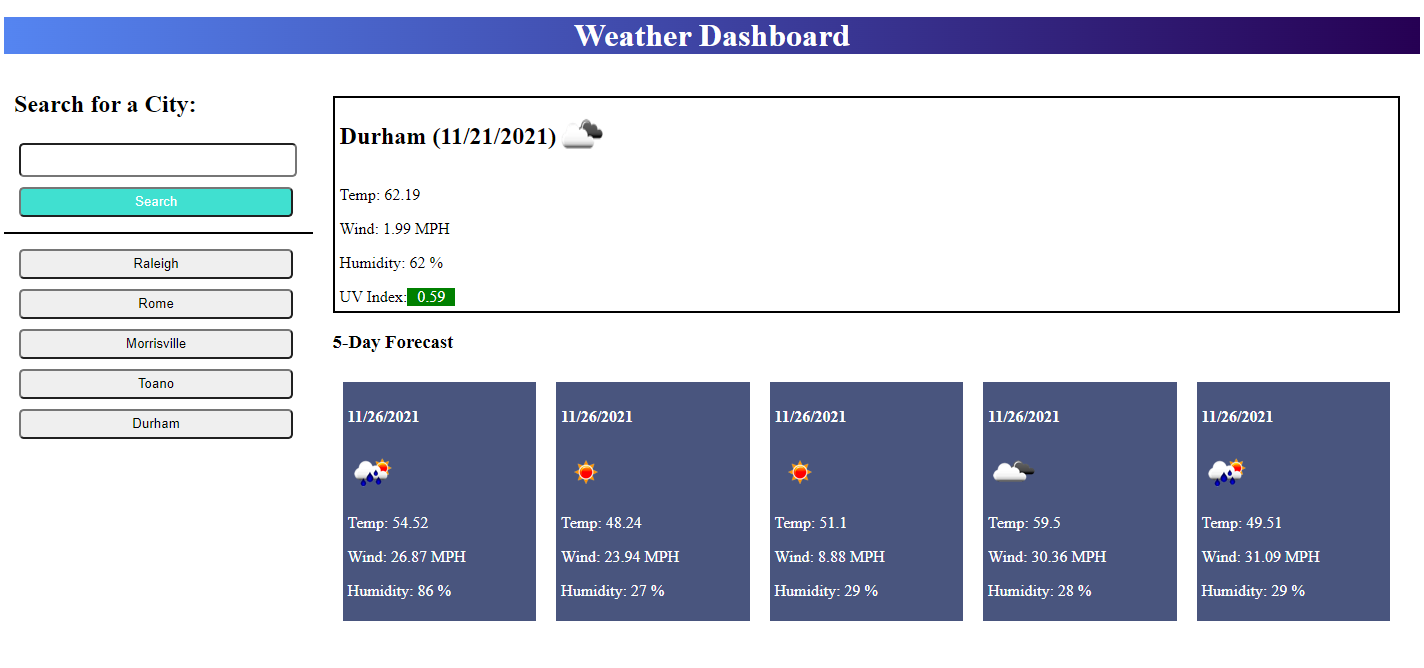 Weather Dashboard
Search for a City:
Search
Raleigh
Rome
Morrisville
Toano
Durham
Durham (11/21/2021)
Temp: 62.19
Wind: 1.99 MPH
Humidity: 62 %
UV Index: 0.59
5-Day Forecast
11/26/2021
Temp: 54.52
Wind: 26.87 MPH
Humidity: 86 %
11/26/2021
Temp: 48.24
Wind: 23.94 MPH
Humidity: 27 %
11/26/2021
Temp: 51.1
Wind: 8.88 MPH
Humidity: 29 %
11/26/2021
Temp: 59.5
Wind: 30.36 MPH
Humidity: 28 %
11/26/2021
Temp: 49.51
Wind: 31.09 MPH
Humidity: 29 %